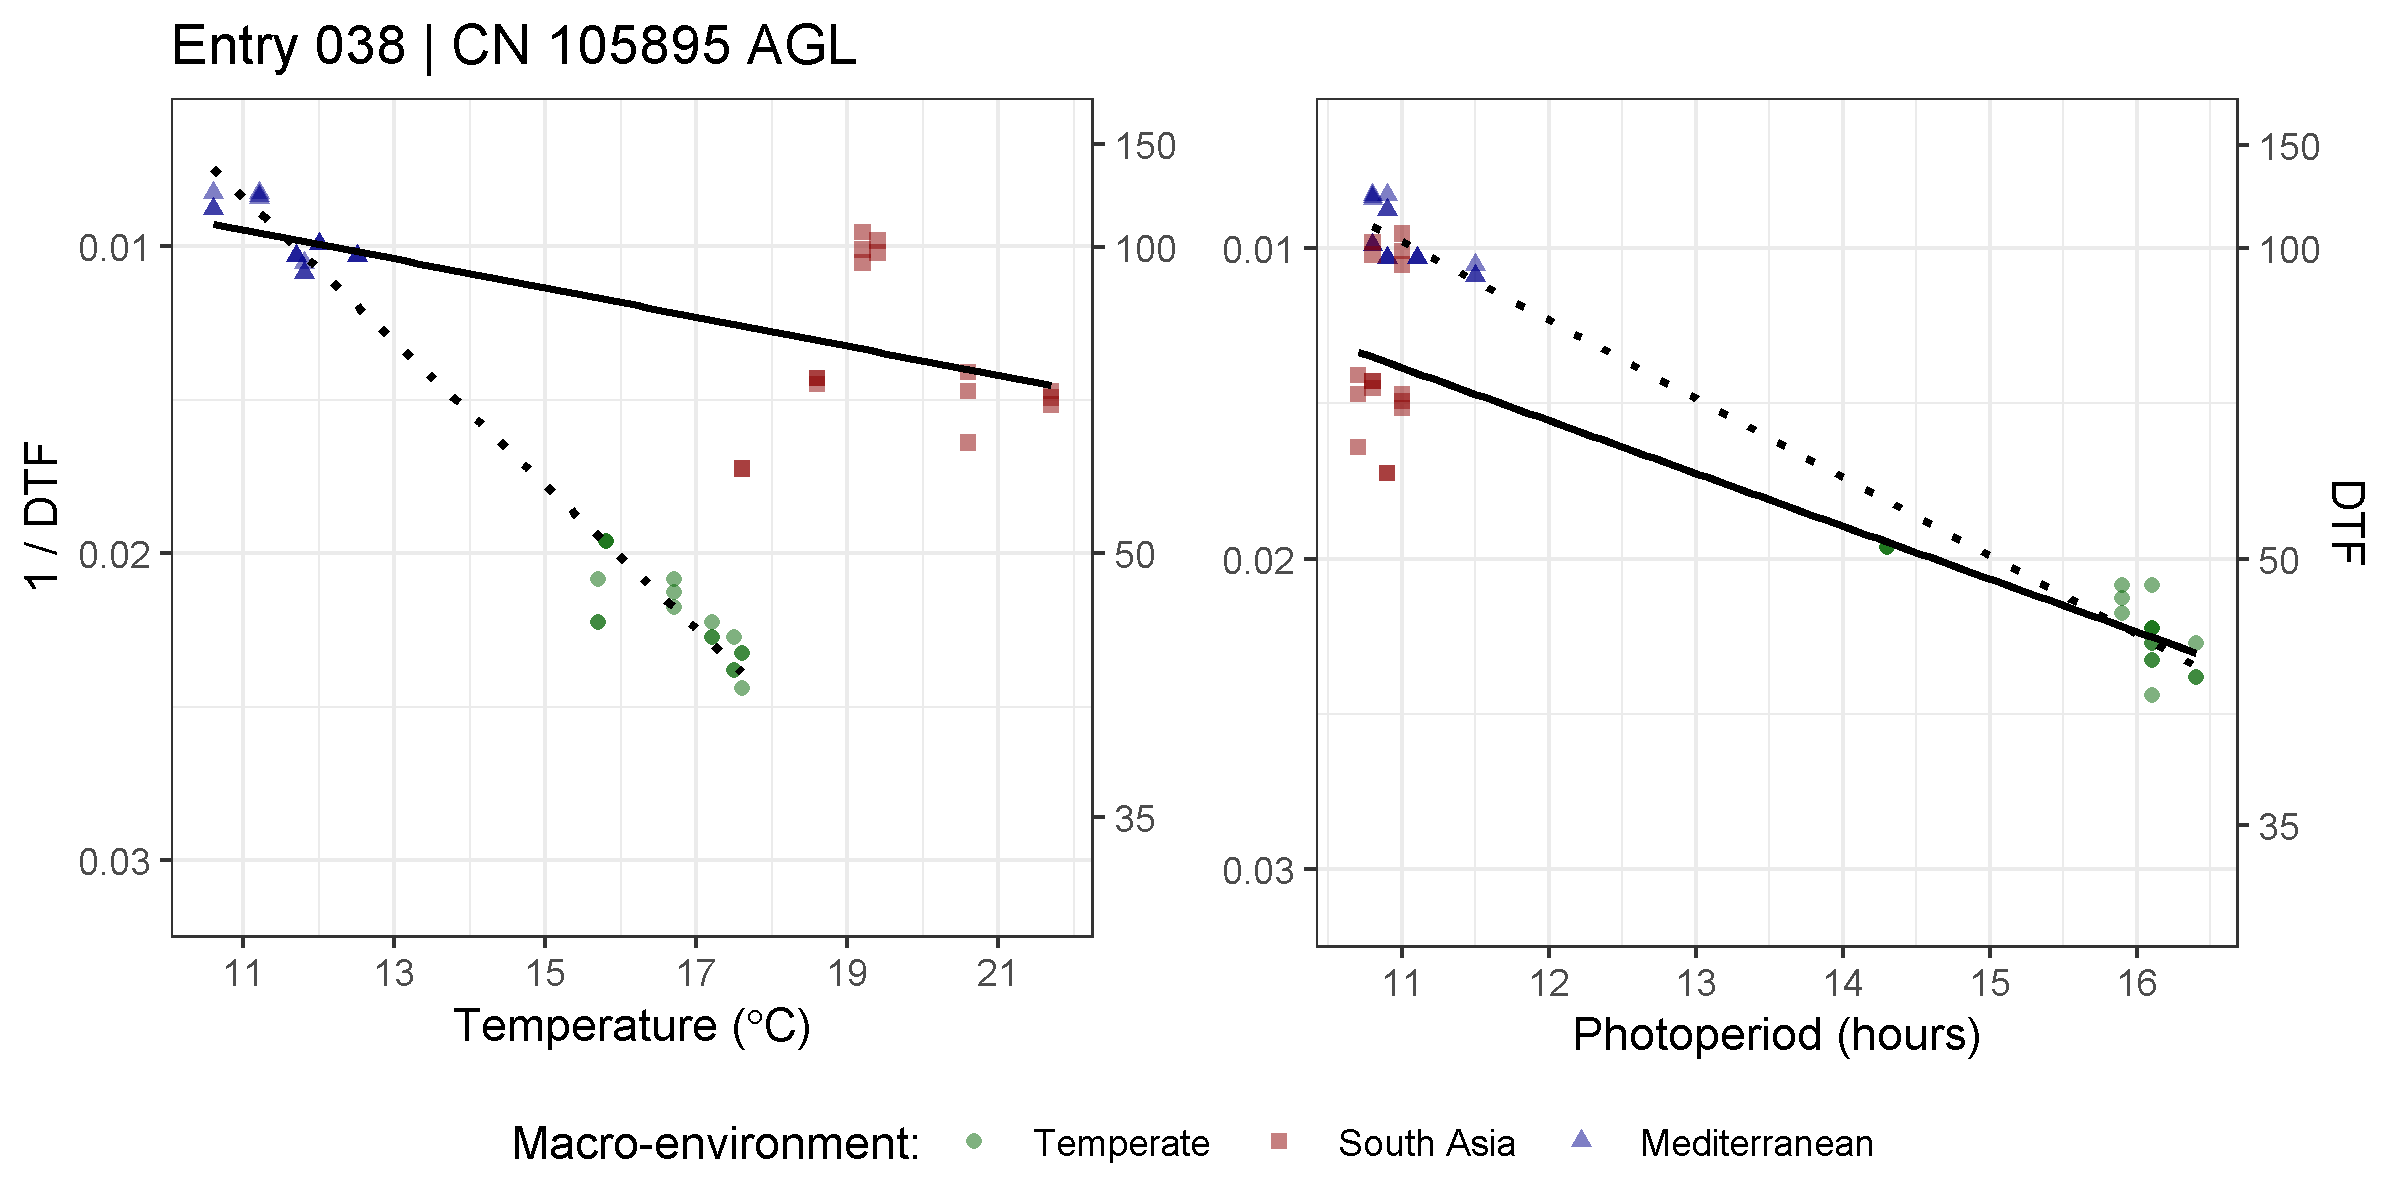 Entry 038 | CN 105895 AGL
1 / DTF
0.01
0.02
0.03
150
100
50
35
11 13 15 17 19 21
Temperature (°C)
0.01
0.02
0.03
150
100
50
35
DTF
11 12 13 14 15 16
Photoperiod (hours)
Macro-environment: Temperate South Asia Mediterranean